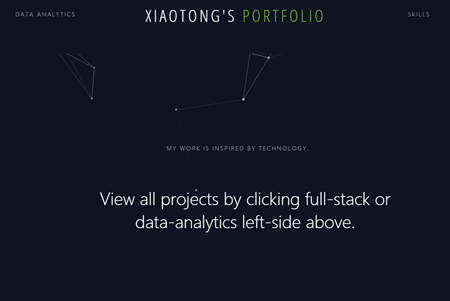 DATA ANALYTICS
XIAOTONG'S PORTFOLIO
SKILLS
MY WORK IS INSPIRED BY TECHNOLOGY.
View all projects by clicking full-stack or
data-analytics left-side above.